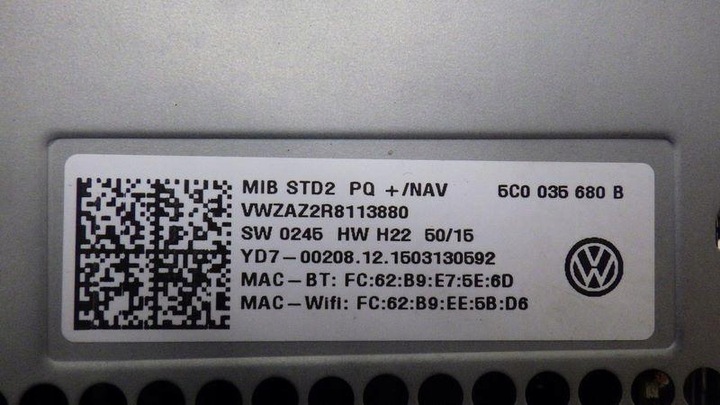 MIB STD2 PQ +/NAV 5C0 035 680 B
VWZAZ2R8113880
SW 0245 HW H22 50/15
YD7-00208.12.1503130592
MAC-BT: FC:62:B9:E7:5E:6D
MAC-Wifi: FC:62:B9:EE:5B:D6